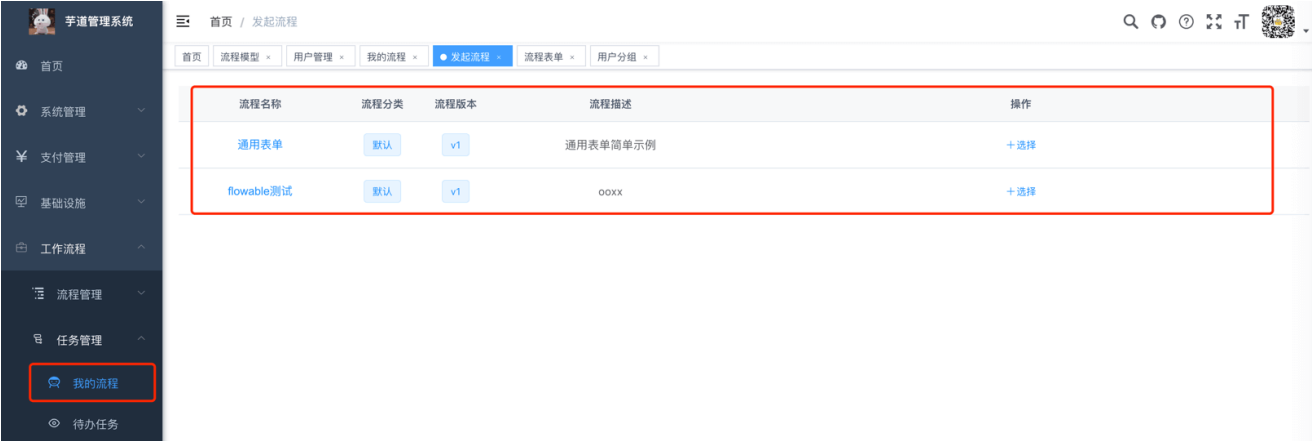 芋道管理系统
首页 / 发起流程
首页 流程模型 × 用户管理 × 我的流程 × 发起流程 × 流程表单 × 用户分组 ×
首页
系统管理
支付管理
基础设施
工作流程
流程管理
任务管理
我的流程
待办任务
流程名称 流程分类 流程版本 流程描述 操作
通用表单 默认 v1 通用表单简单示例 +选择
flowable测试 默认 v1 ooxx +选择